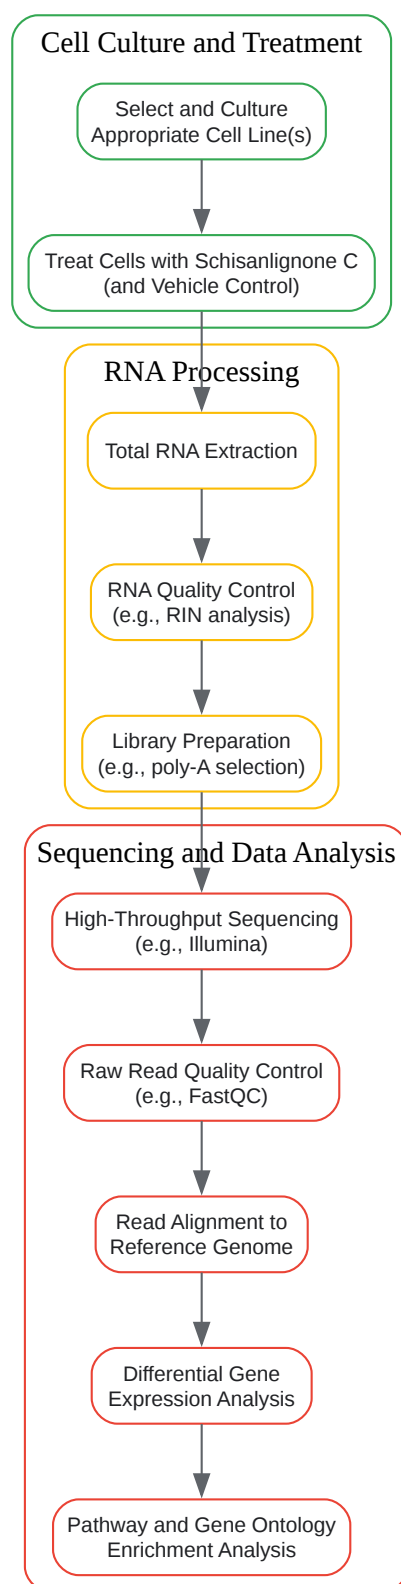 Cell Culture and Treatment
Select and Culture
Appropriate Cell Line(s)
Treat Cells with Schisanlignone C
(and Vehicle Control)
RNA Processing
Total RNA Extraction
RNA Quality Control
(e.g., RIN analysis)
Library Preparation
(e.g., poly-A selection)
Sequencing and Data Analysis
High-Throughput Sequencing
(e.g., Illumina)
Raw Read Quality Control
(e.g., FastQC)
Read Alignment to
Reference Genome
Differential Gene
Expression Analysis
Pathway and Gene Ontology
Enrichment Analysis